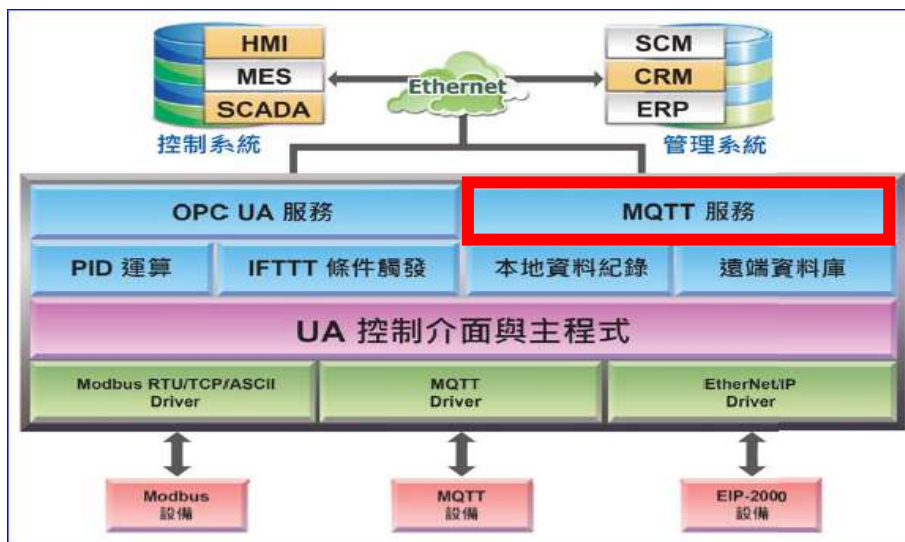 HMI
MES
SCADA
控制系統
Ethernet
SCM
CRM
ERP
管理系統
OPC UA 服務
MQTT 服務
PID 運算
IFTTT 條件觸發
本地資料紀錄
遠端資料庫
UA 控制介面與主程式
Modbus RTU/TCP/ASCII
Driver
MQTT
Driver
EtherNet/IP
Driver
Modbus
設備
MQTT
設備
EIP-2000
設備